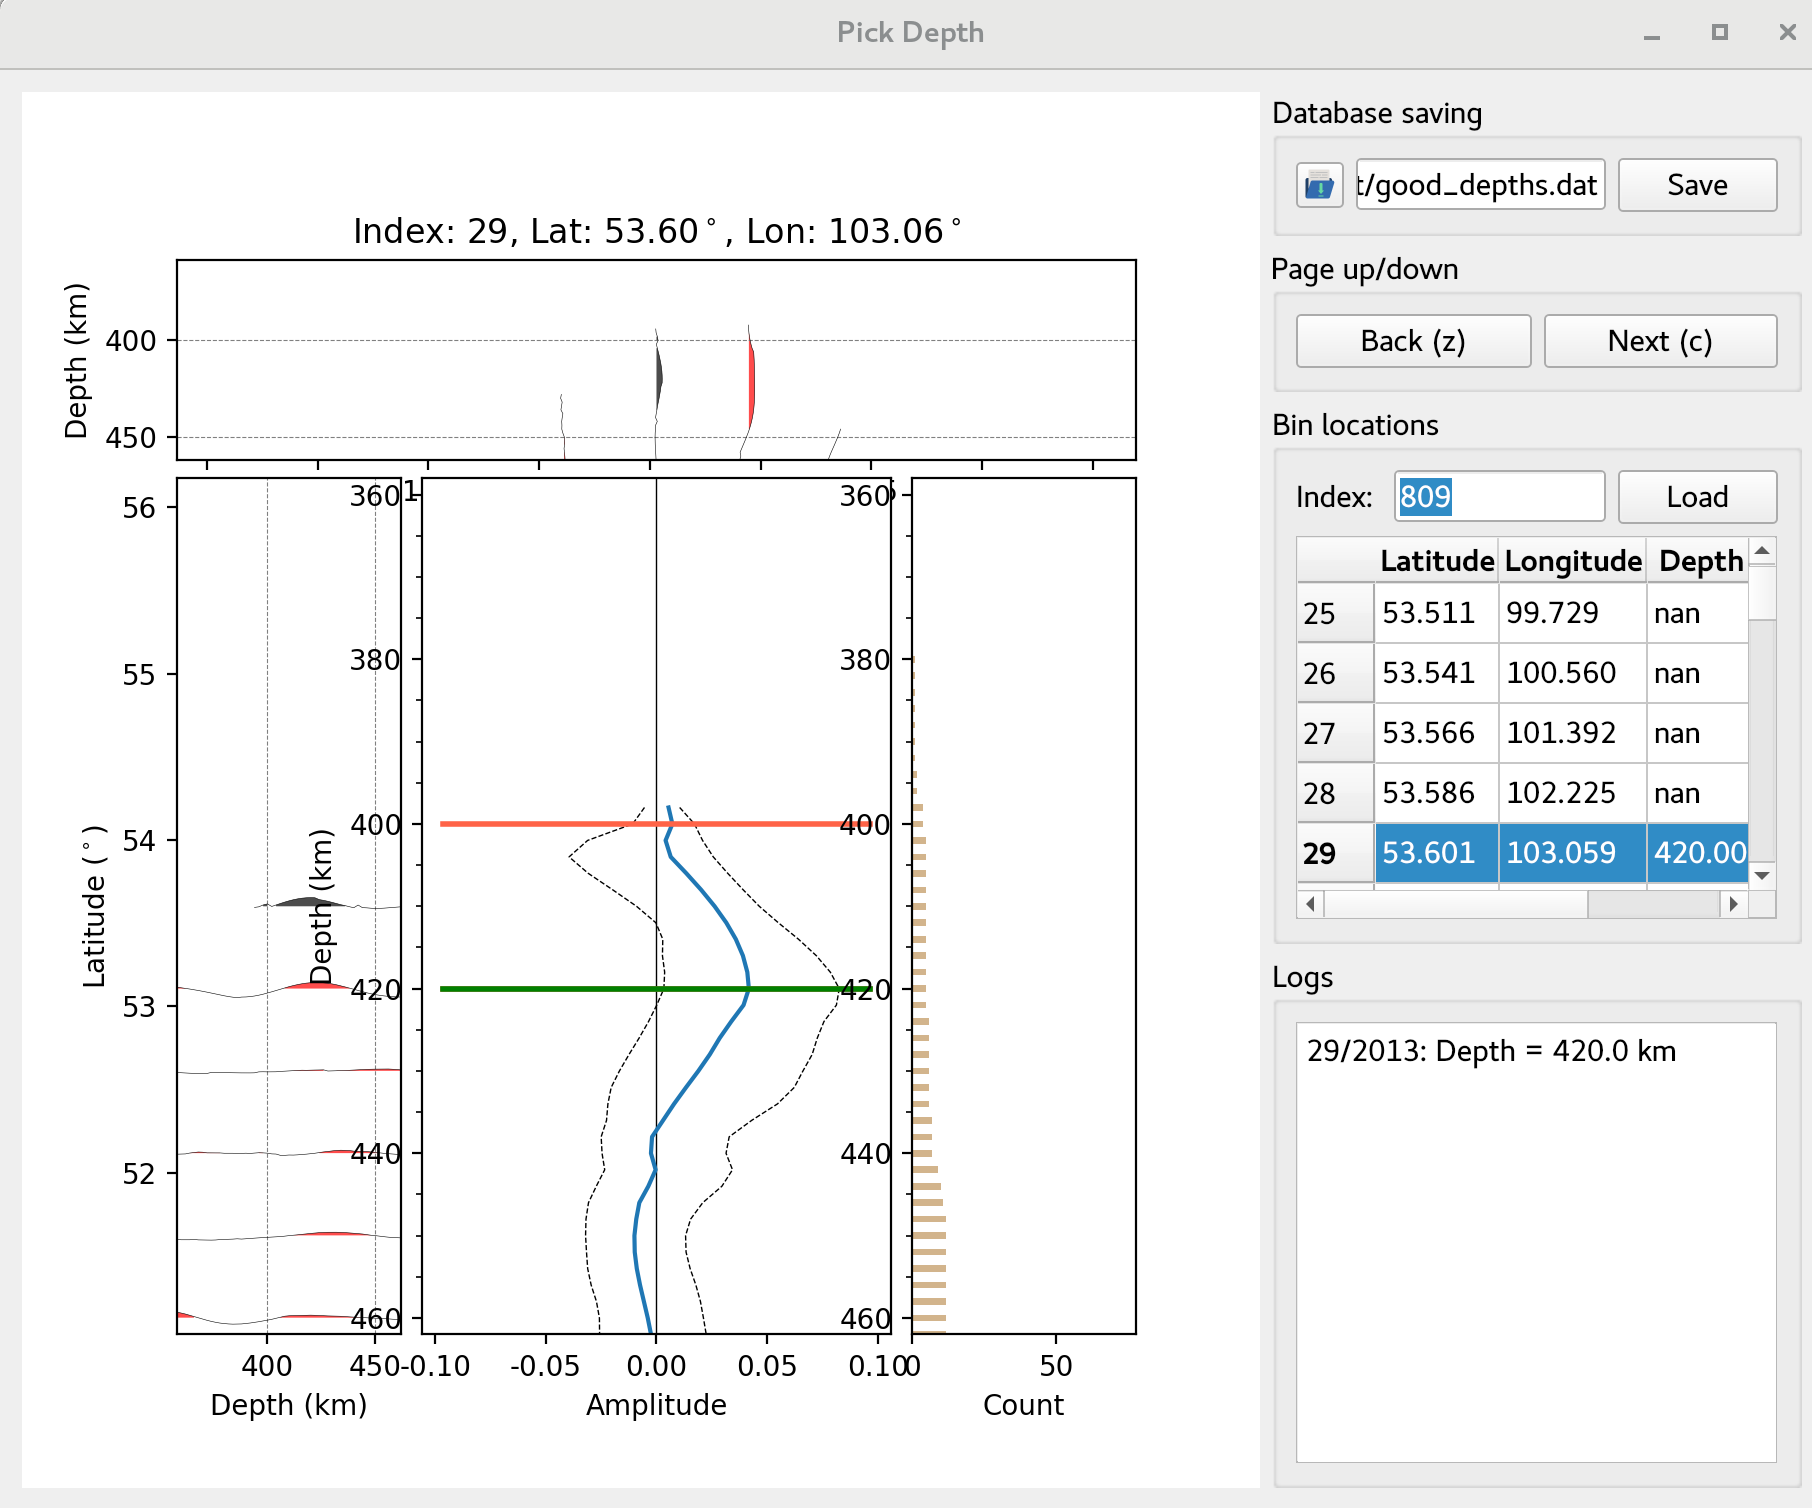 Pick Depth
Index: 29, Lat: 53.60°, Lon: 103.06°
Depth (km)
400
450
Latitude (°)
56
55
54
53
52
400
450
Depth (km)
Depth (km)
360
380
400
420
440
460
-0.10
-0.05
0.00
0.05
0.10
Amplitude
360
380
400
420
440
460
0
50
Count
Database saving
t/good_depths.dat
Save
Page up/down
Back (z)
Next (c)
Bin locations
Index:
809
Load
Latitude Longitude Depth
25 53.511 99.729 nan
26 53.541 100.560 nan
27 53.566 101.392 nan
28 53.586 102.225 nan
29 53.601 103.059 420.00
Logs
29/2013: Depth = 420.0 km